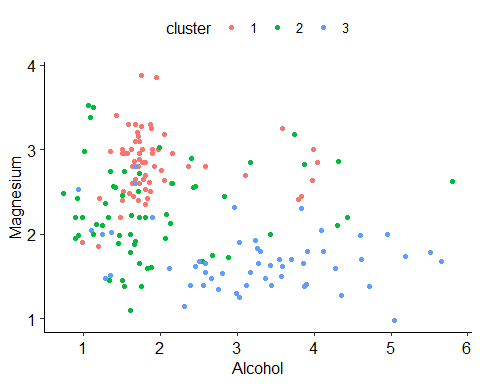 cluster 1 2 3
4
3
Magnesium
2
1
1 2 3 4 5 6
Alcohol